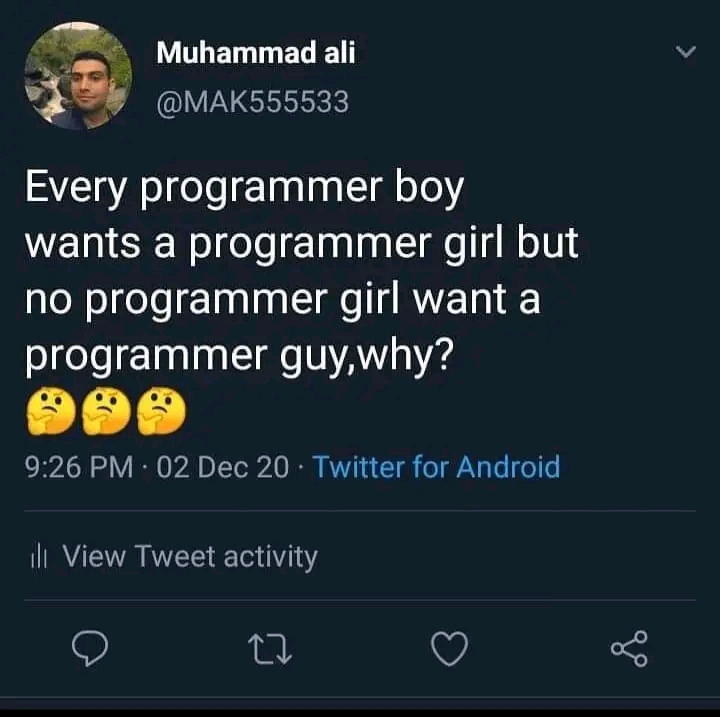 Muhammad ali
@MAK555533
Every programmer boy
wants a programmer girl but
no programmer girl want a
programmer guy,why?
🤔🤔🤔
9:26 PM · 02 Dec 20 · Twitter for Android
View Tweet activity